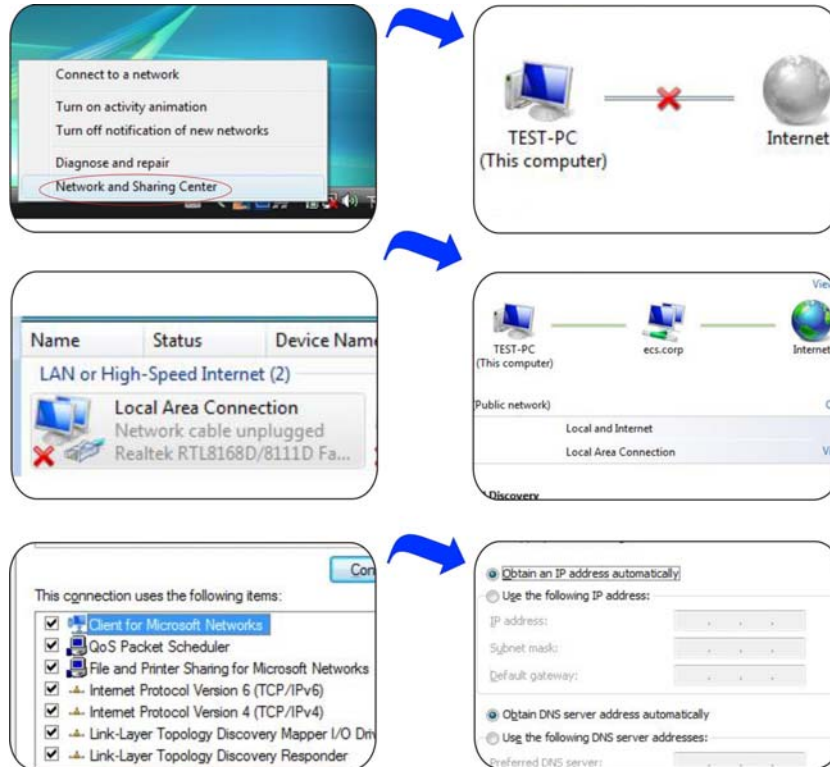 Connect to a network
Turn on activity animation
Turn off notification of new networks
Diagnose and repair
Network and Sharing Center
TEST-PC
(This computer)
Internet
Name Status Device Nam
LAN or High-Speed Internet (2)
Local Area Connection
Network cable unplugged
Realtek RTL8168D/8111D Fa...
Vie
TEST-PC
(This computer)
ecs.corp
Internet
Public network)
Local and Internet
Local Area Connection
Vi
Discovery
Con
This connection uses the following items:
Client for Microsoft Networks
QoS Packet Scheduler
File and Printer Sharing for Microsoft Networks
Internet Protocol Version 6 (TCP/IPv6)
Internet Protocol Version 4 (TCP/IPv4)
Link-Layer Topology Discovery Mapper I/O Driv
Link-Layer Topology Discovery Responder
Obtain an IP address automatically
Use the following IP address:
IP address:
Subnet mask:
Default gateway:
Obtain DNS server address automatically
Use the following DNS server addresses:
Preferred DNS server: